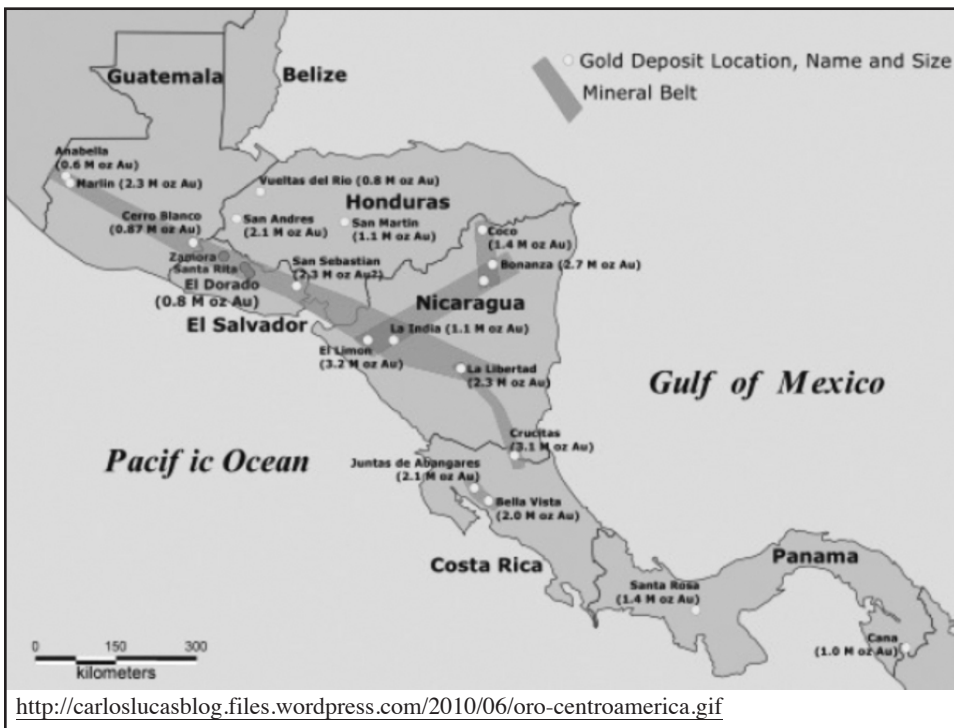 Guatemala
Belize
Gold Deposit Location, Name and Size
Mineral Belt
Anabella
(0.6 M oz Au)
Marlin (2.3 M oz Au)
Vueltas del Rio (0.8 M oz Au)
Honduras
Cerro Blanco
(0.87 M oz Au)
San Andres
(2.1 M oz Au)
San Martin
(1.1 M oz Au)
Coco
(1.4 M oz Au)
Zamora
Santa Rita
San Sebastian
(2.3 M oz Au?)
Bonanza (2.7 M oz Au)
El Dorado
(0.8 M oz Au)
Nicaragua
El Salvador
La India (1.1 M oz Au)
El Limon
(3.2 M oz Au)
La Libertad
(2.3 M oz Au)
Gulf of Mexico
Crucitas
(3.1 M oz Au)
Pacific Ocean
Juntas de Abangares
(2.1 M oz Au)
Bella Vista
(2.0 M oz Au)
Costa Rica
Panama
Santa Rosa
(1.4 M oz Au)
Cana
(1.0 M oz Au)
0 150 300
kilometers
http://carloslucasblog.files.wordpress.com/2010/06/oro-centroamerica.gif